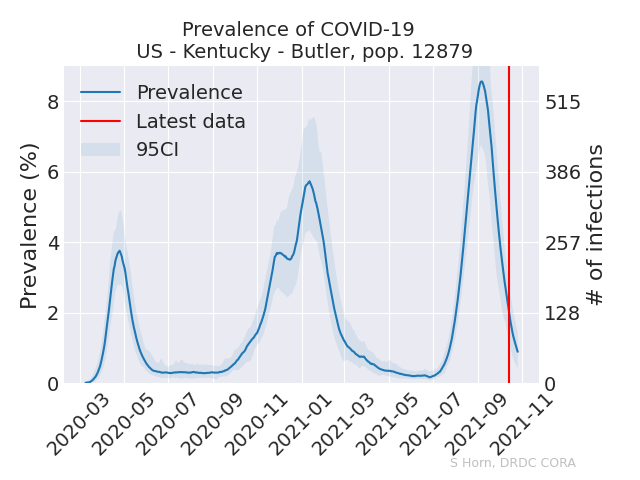 Prevalence of COVID-19
US - Kentucky - Butler, pop. 12879
Prevalence
Latest data
95CI
Prevalence (%)
8
6
4
2
0
515
386
257
128
0
# of infections
2020-03
2020-05
2020-07
2020-09
2020-11
2021-01
2021-03
2021-05
2021-07
2021-09
2021-11
S Horn, DRDC CORA